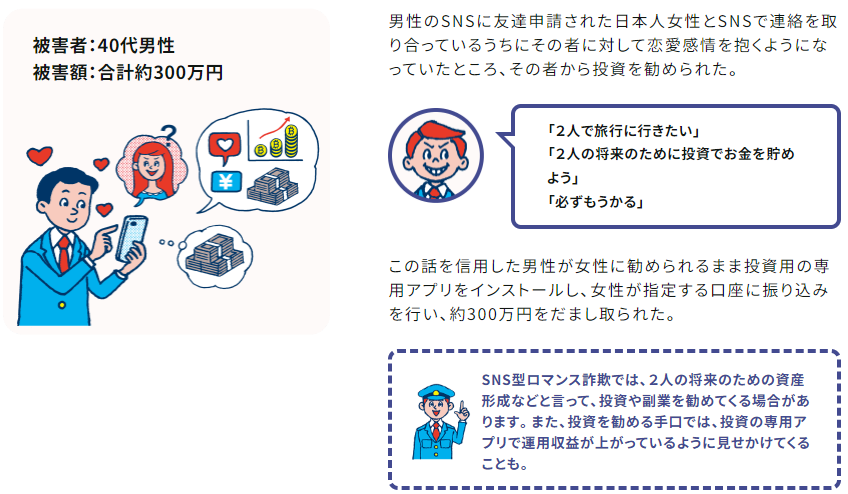 被害者：40代男性
被害額：合計約300万円
?
¥
男性のSNSに友達申請された日本人女性とSNSで連絡を取
り合っているうちにその者に対して恋愛感情を抱くようにな
っていたところ、その者から投資を勧められた。
「２人で旅行に行きたい」
「２人の将来のために投資でお金を貯め
よう」
「必ずもうかる」
この話を信用した男性が女性に勧められるまま投資用の専
用アプリをインストールし、女性が指定する口座に振り込み
を行い、約300万円をだまし取られた。
SNS型ロマンス詐欺では、２人の将来のための資産
形成などと言って、投資や副業を勧めてくる場合があ
ります。また、投資を勧める手口では、投資の専用ア
プリで運用収益が上がっているように見せかけてくる
ことも。